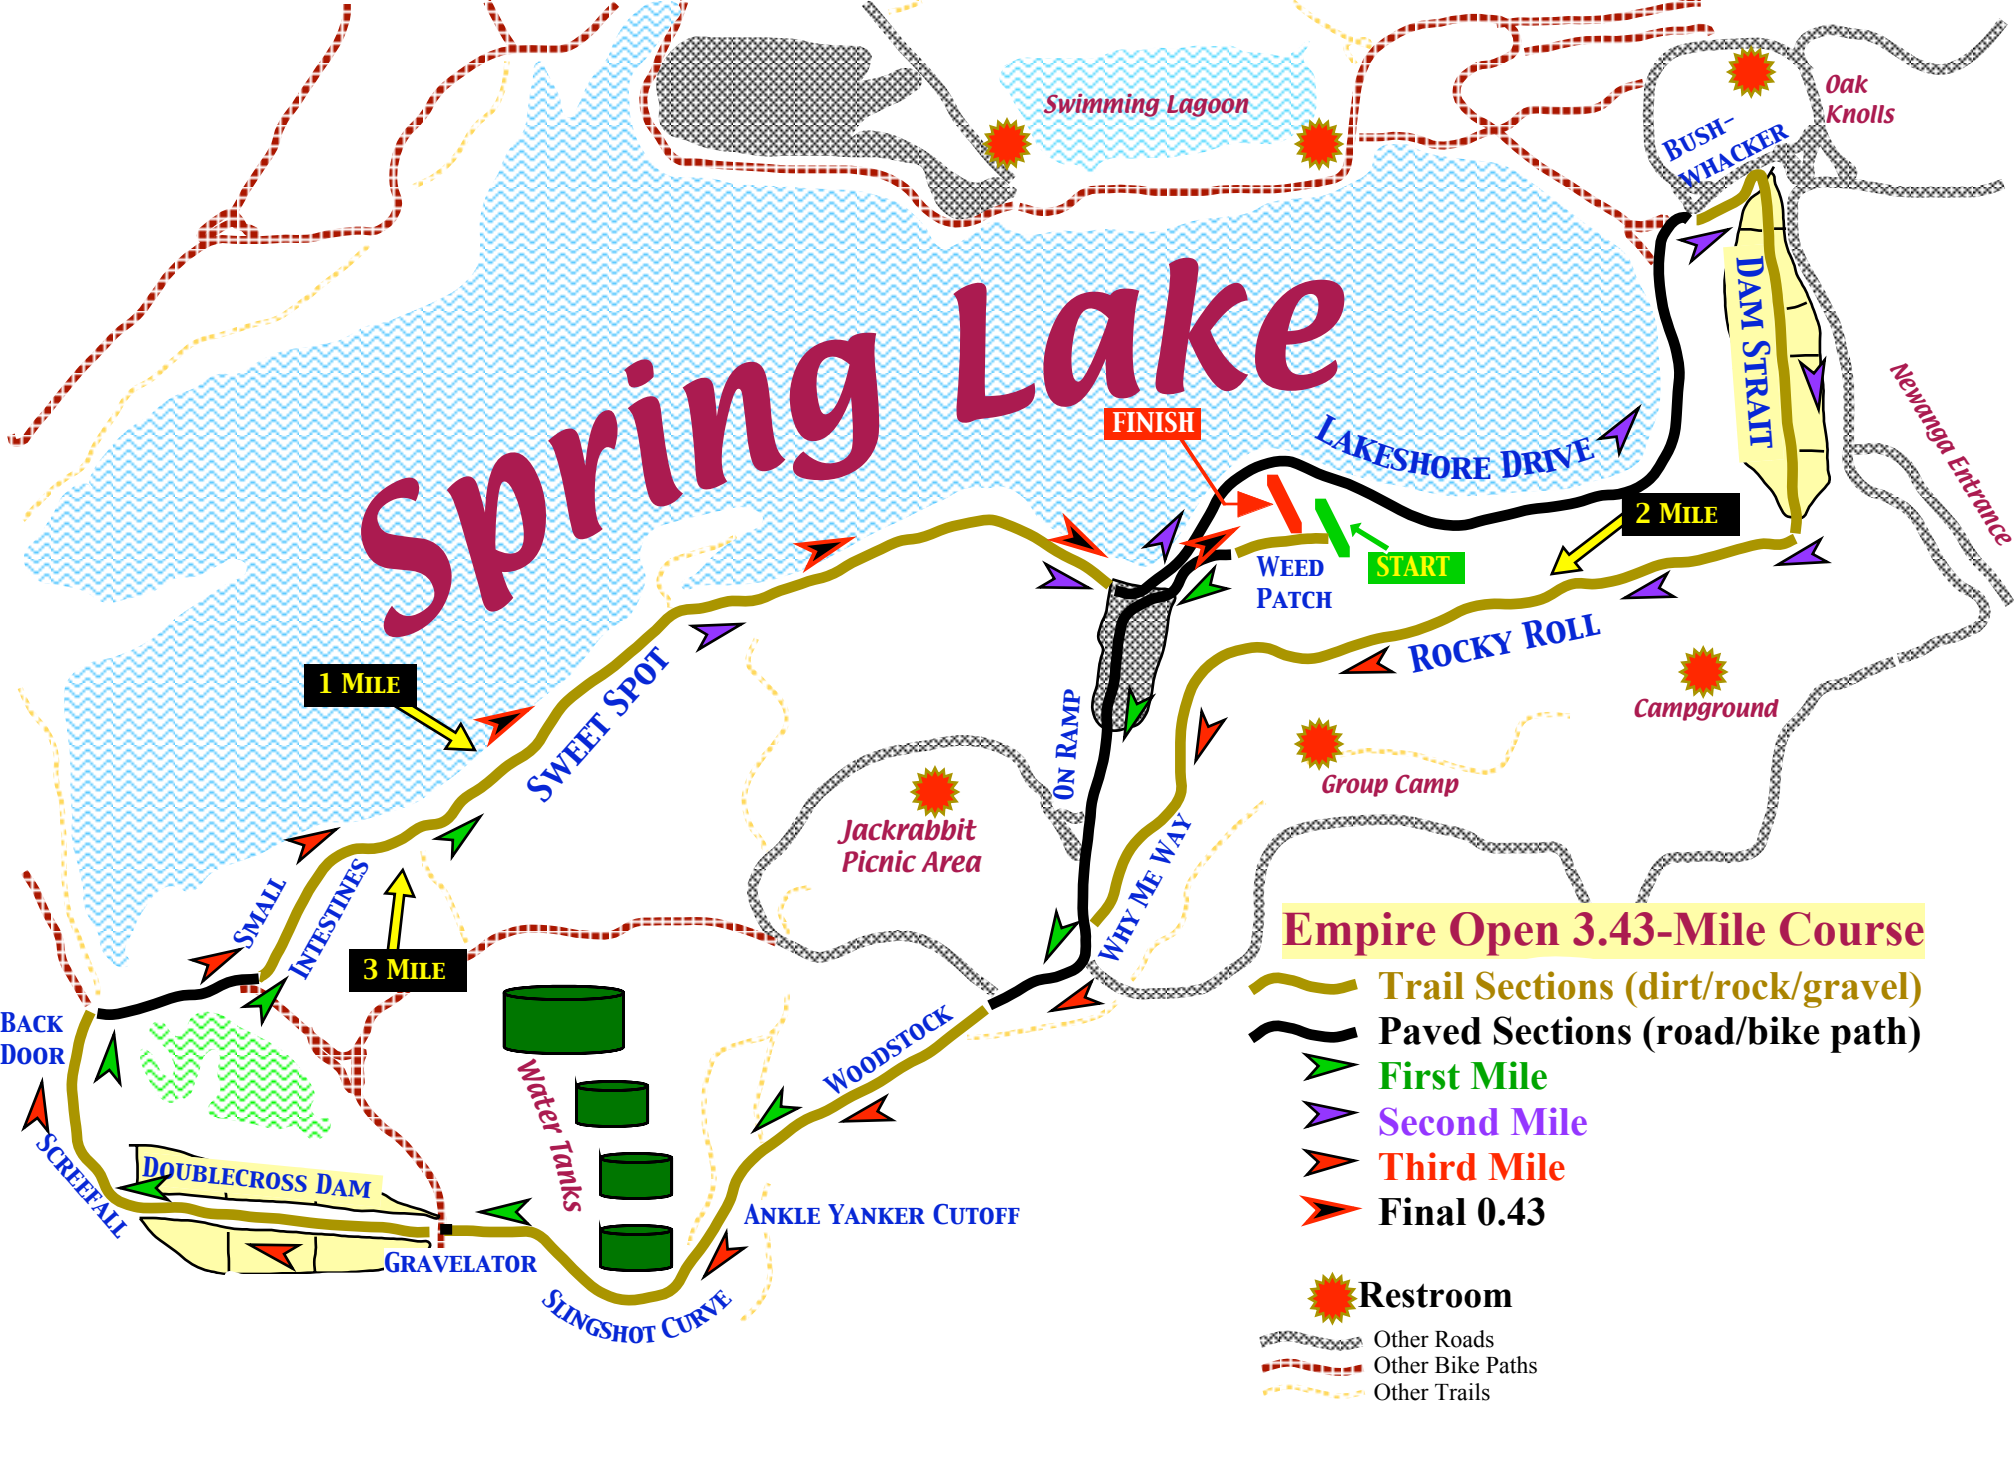 Swimming Lagoon
Oak
Knolls
BUSH-
WHACKER
Spring Lake
DAM STRAIT
Newanga Entrance
FINISH
LAKESHORE DRIVE
2 MILE
START
WEED
PATCH
ROCKY ROLL
1 MILE
SWEET SPOT
ON RAMP
Campground
Group Camp
Jackrabbit
Picnic Area
WHY ME WAY
SMALL
INTESTINES
3 MILE
BACK
DOOR
Water Tanks
WOODSTOCK
SCREEFALL
DOUBLECROSS DAM
ANKLE YANKER CUTOFF
GRAVELATOR
SLINGSHOT CURVE
Empire Open 3.43-Mile Course
Trail Sections (dirt/rock/gravel)
Paved Sections (road/bike path)
First Mile
Second Mile
Third Mile
Final 0.43
Restroom
Other Roads
Other Bike Paths
Other Trails